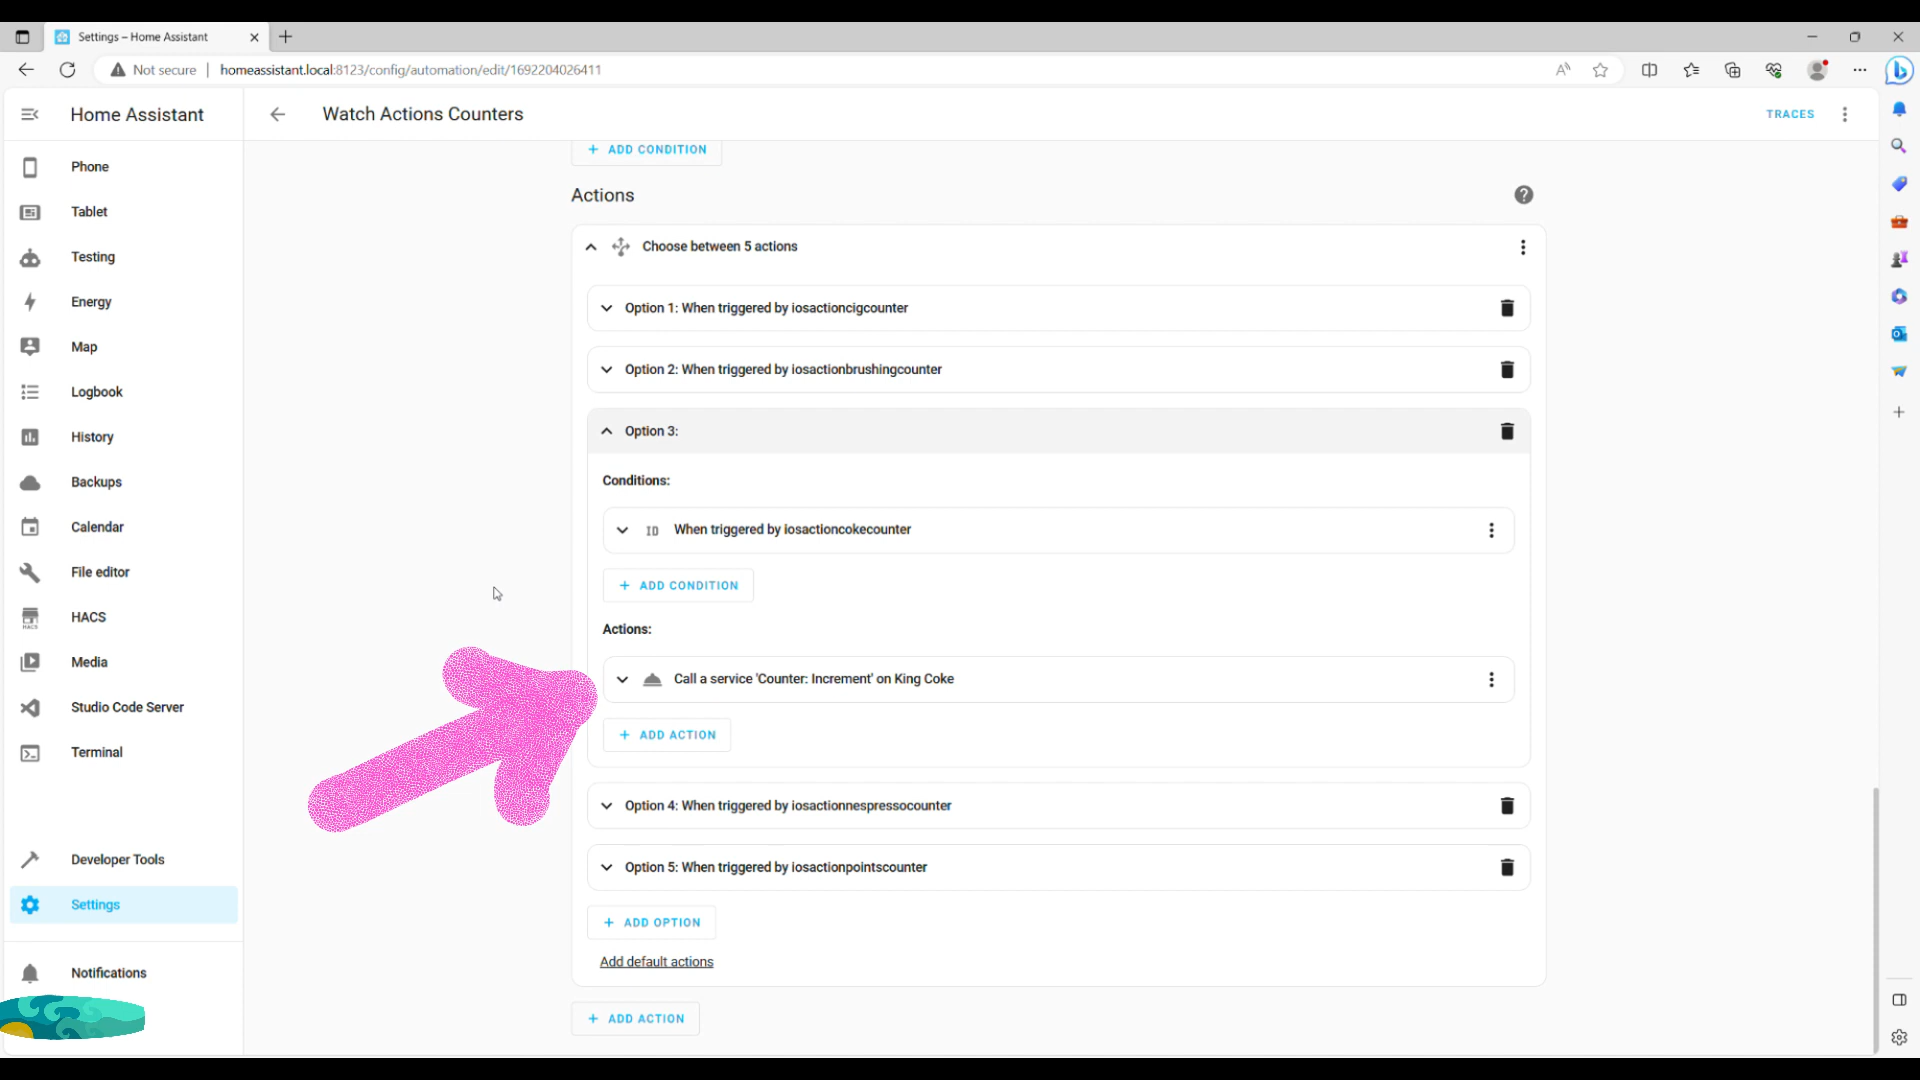 Settings – Home Assistant
Not secure
homeassistant.local:8123/config/automation/edit/1692204026411
Home Assistant
Watch Actions Counters
TRACES
ADD CONDITION
Phone
Tablet
Testing
Energy
Map
Logbook
History
Backups
Calendar
File editor
HACS
Media
Studio Code Server
Terminal
Developer Tools
Settings
Notifications
Actions
Choose between 5 actions
Option 1: When triggered by iosactioncigcounter
Option 2: When triggered by iosactionbrushingcounter
Option 3:
Conditions:
ID When triggered by iosactioncokecounter
ADD CONDITION
Actions:
Call a service 'Counter: Increment' on King Coke
ADD ACTION
Option 4: When triggered by iosactionnespressocounter
Option 5: When triggered by iosactionpointscounter
ADD OPTION
Add default actions
ADD ACTION